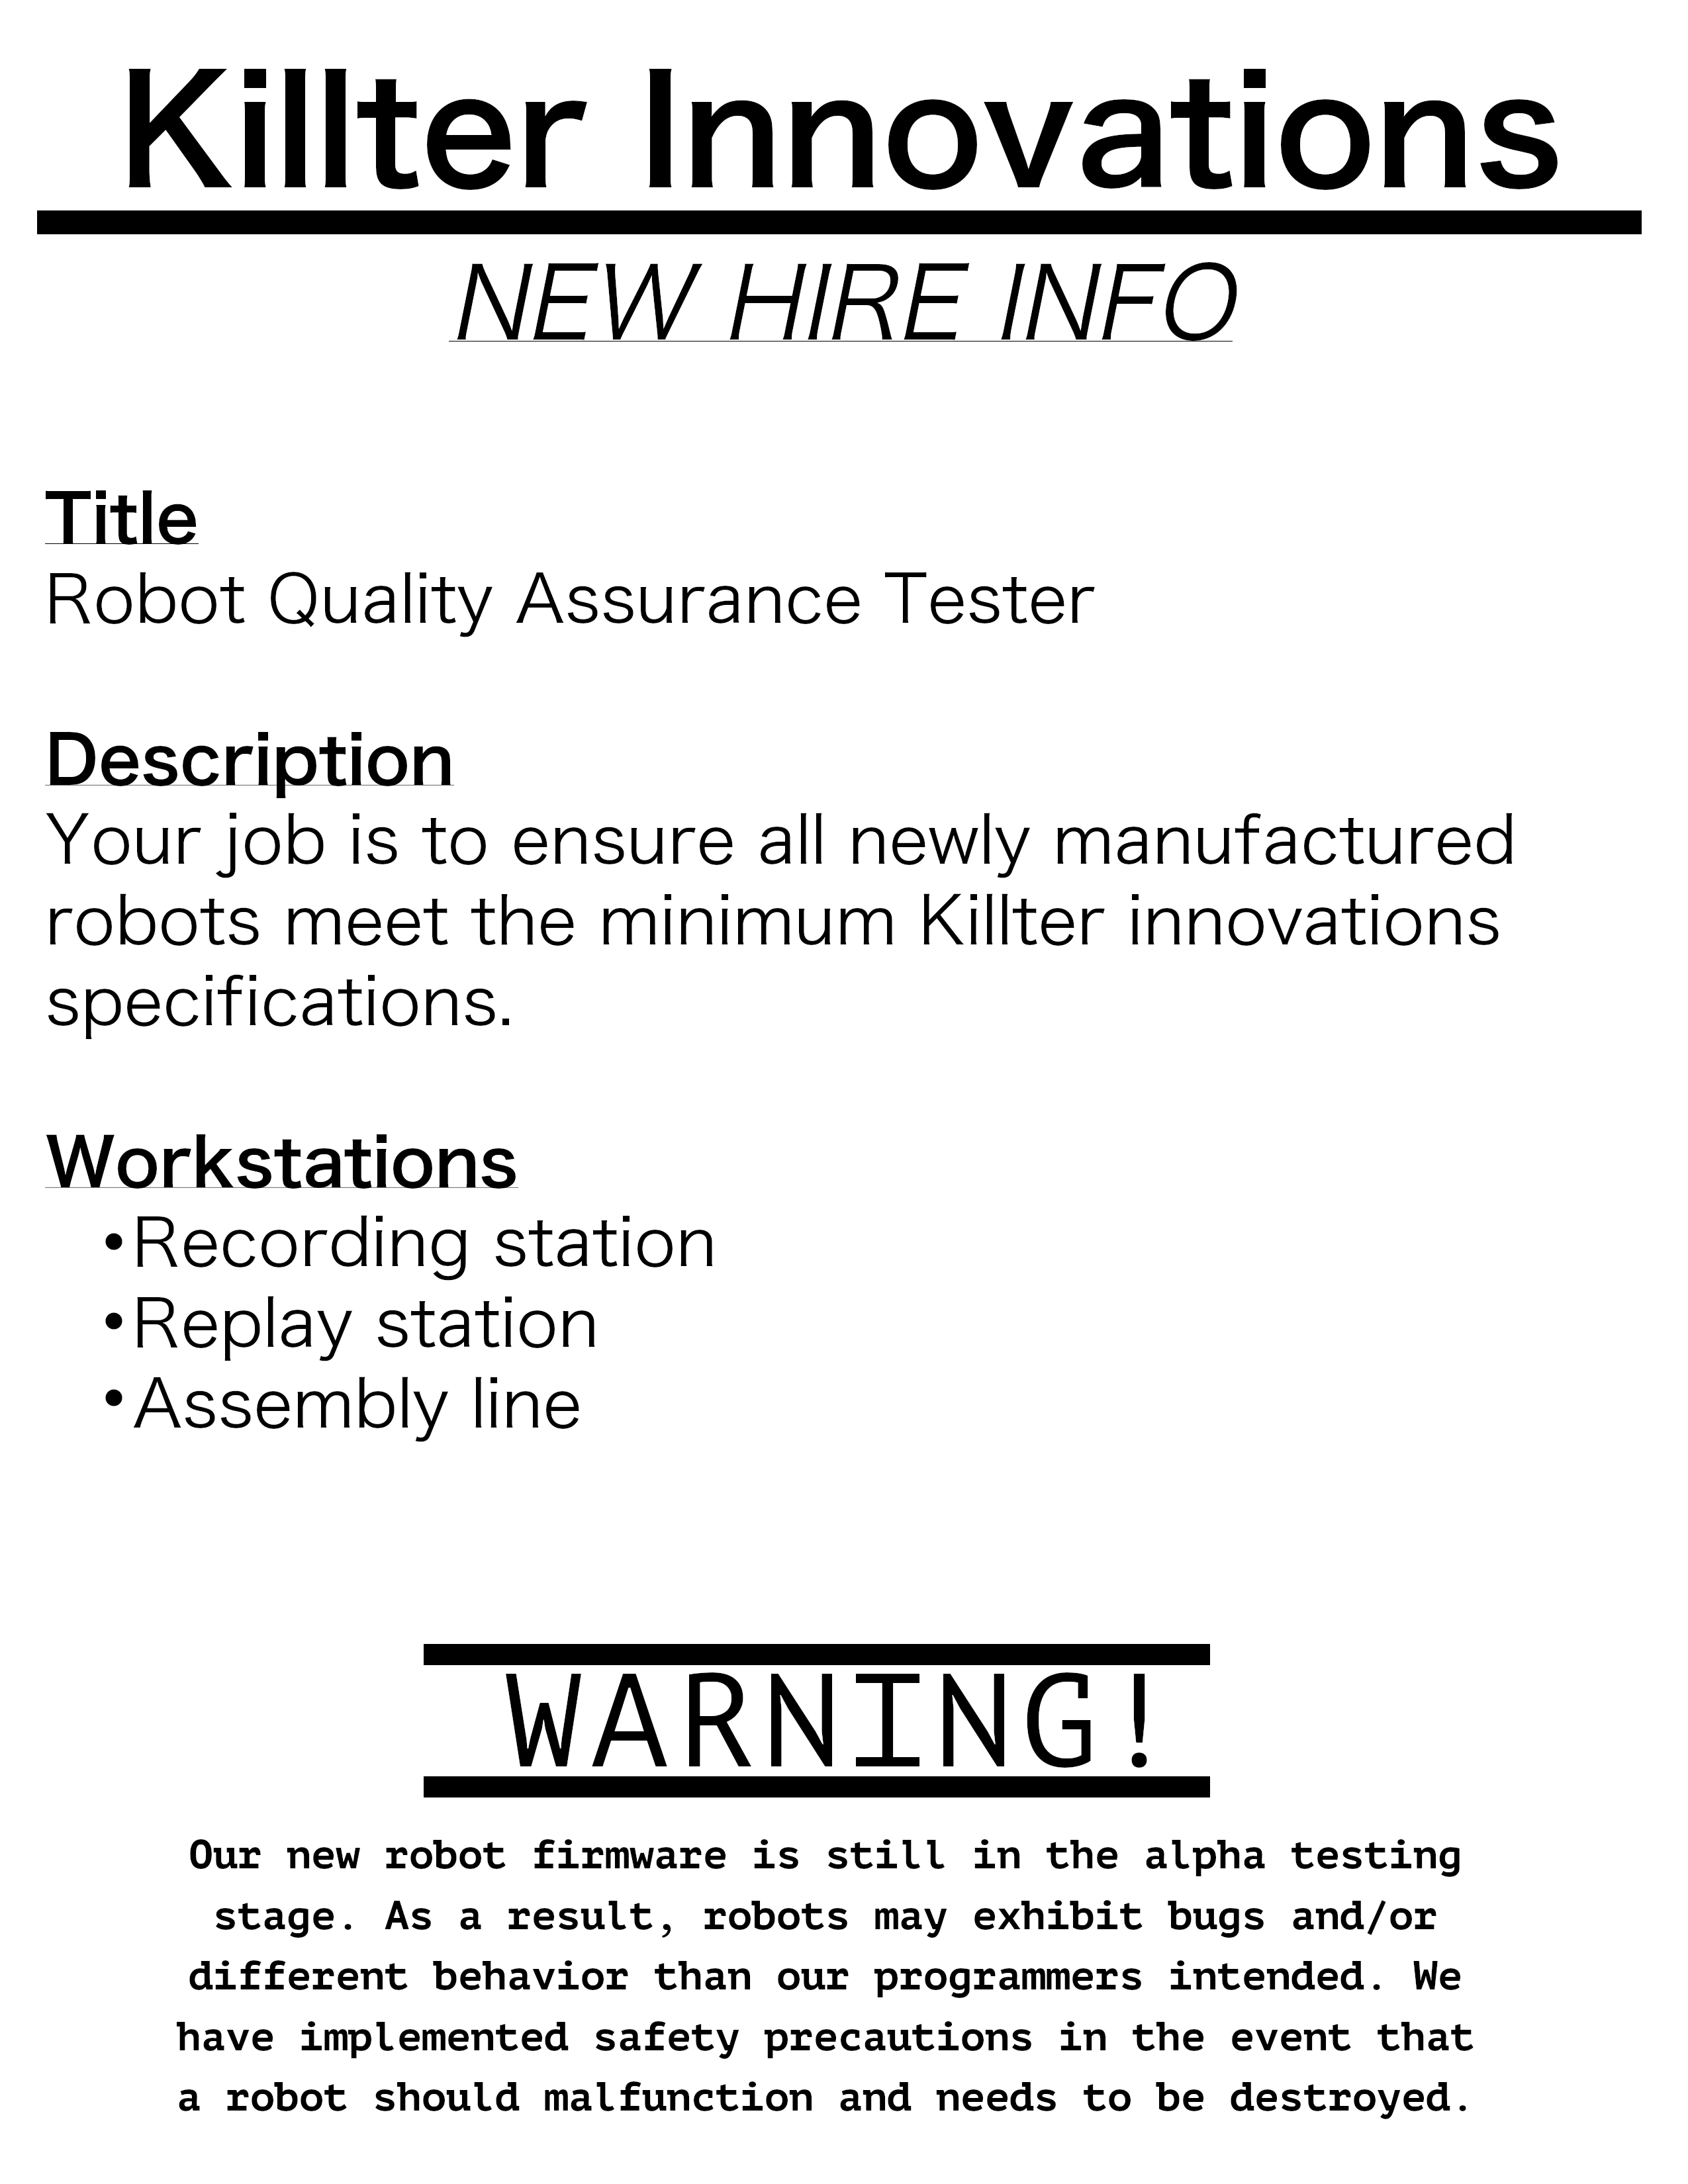 Killter Innovations
NEW HIRE INFO
Title
Robot Quality Assurance Tester
Description
Your job is to ensure all newly manufactured
robots meet the minimum Killter innovations
specifications.
Workstations
•Recording station
•Replay station
•Assembly line
WARNING!
Our new robot firmware is still in the alpha testing
stage. As a result, robots may exhibit bugs and/or
different behavior than our programmers intended. We
have implemented safety precautions in the event that
a robot should malfunction and needs to be destroyed.